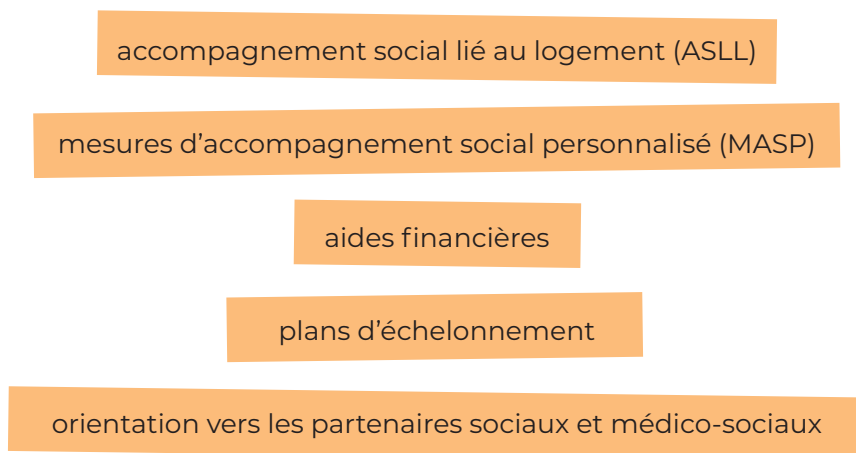 accompagnement social lié au logement (ASLL)
mesures d’accompagnement social personnalisé (MASP)
aides financières
plans d’échelonnement
orientation vers les partenaires sociaux et médico-sociaux